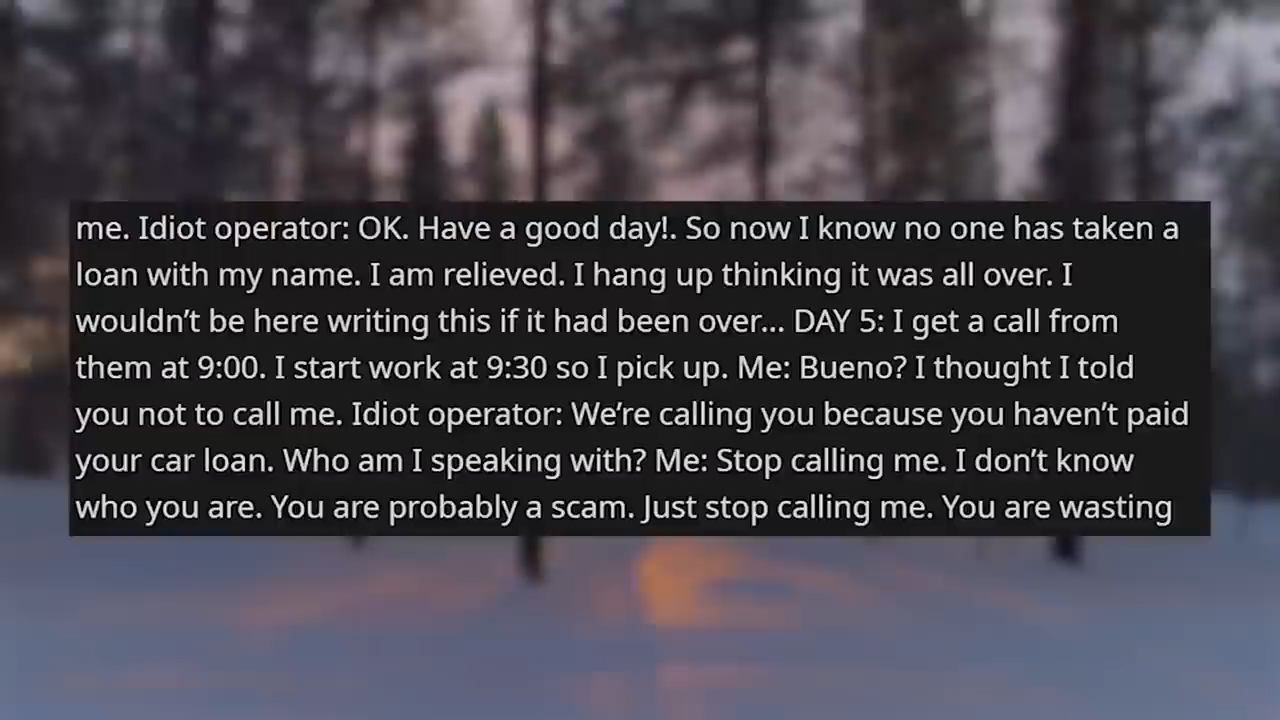 me. Idiot operator: OK. Have a good day!. So now I know no one has taken a
loan with my name. I am relieved. I hang up thinking it was all over. I
wouldn’t be here writing this if it had been over... DAY 5: I get a call from
them at 9:00. I start work at 9:30 so I pick up. Me: Bueno? I thought I told
you not to call me. Idiot operator: We’re calling you because you haven’t paid
your car loan. Who am I speaking with? Me: Stop calling me. I don’t know
who you are. You are probably a scam. Just stop calling me. You are wasting